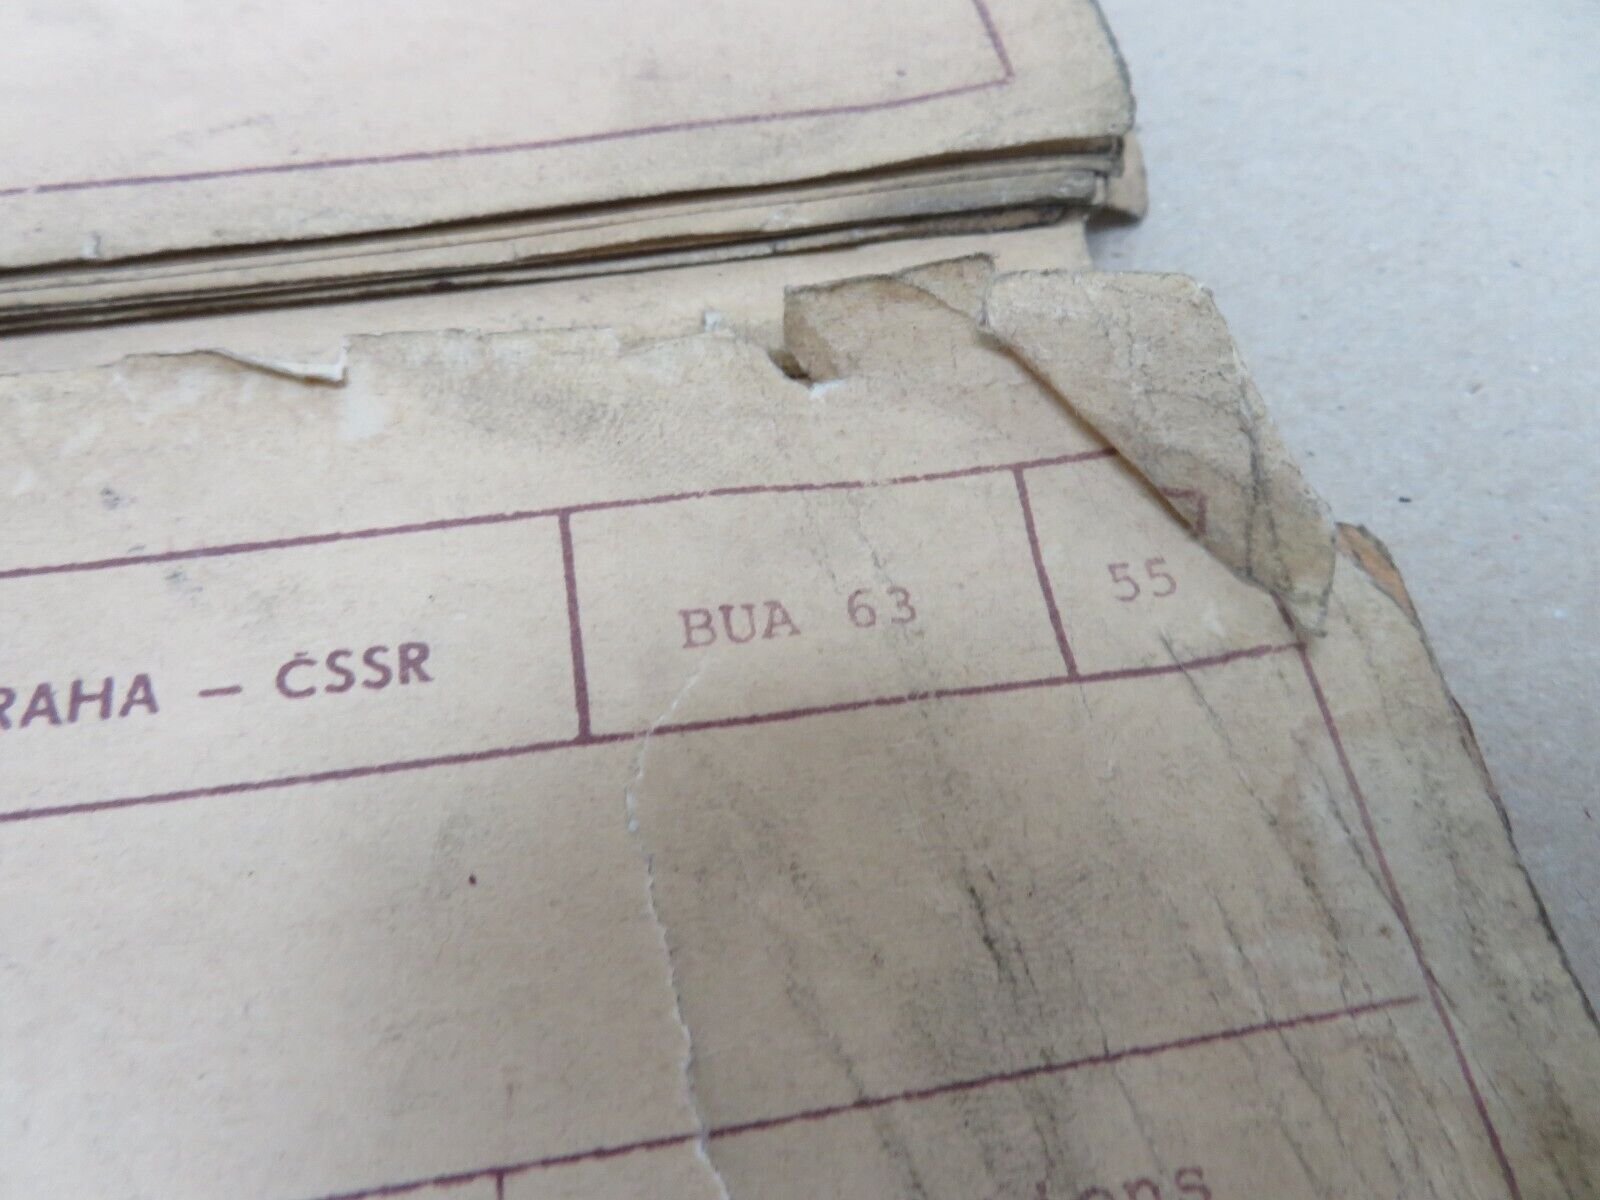 RAHA – ČSSR
BUA 63
55